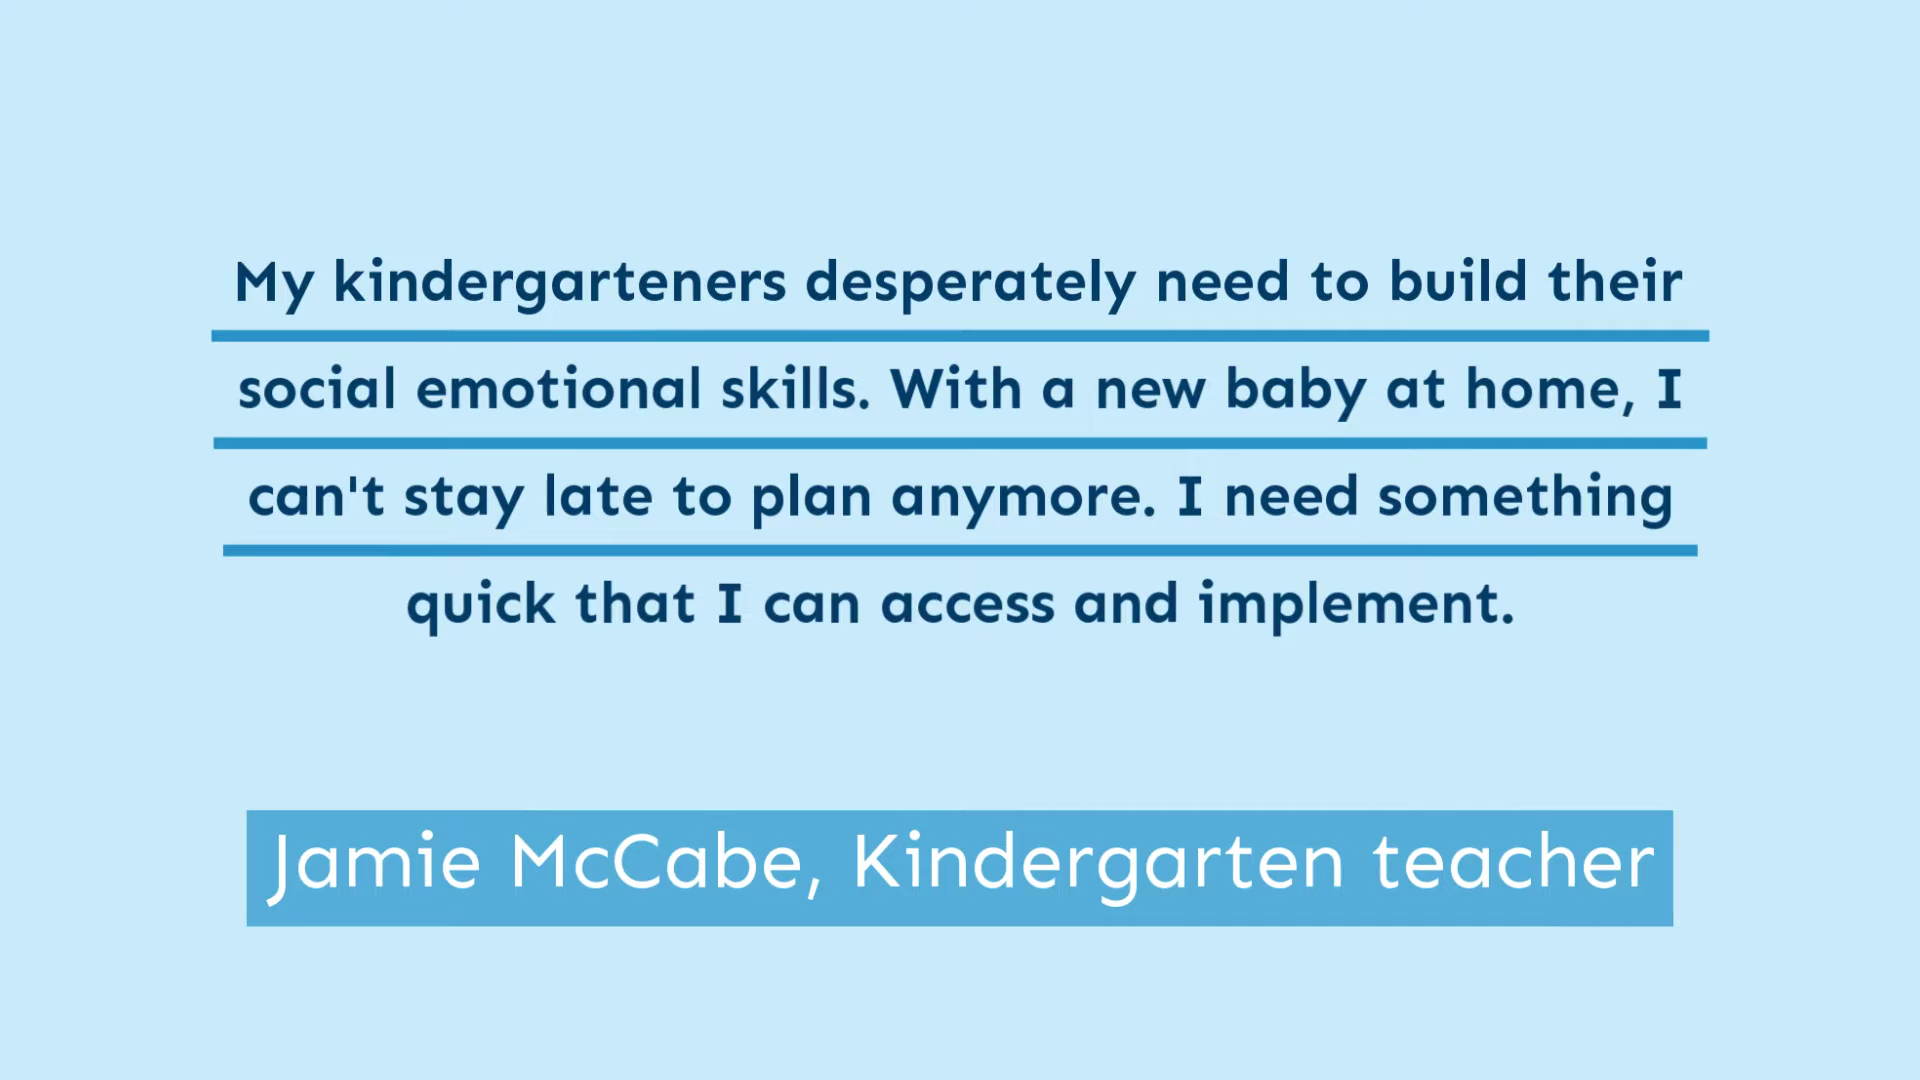 My kindergarteners desperately need to build their
social emotional skills. With a new baby at home, I
can't stay late to plan anymore. I need something
quick that I can access and implement.
Jamie McCabe, Kindergarten teacher